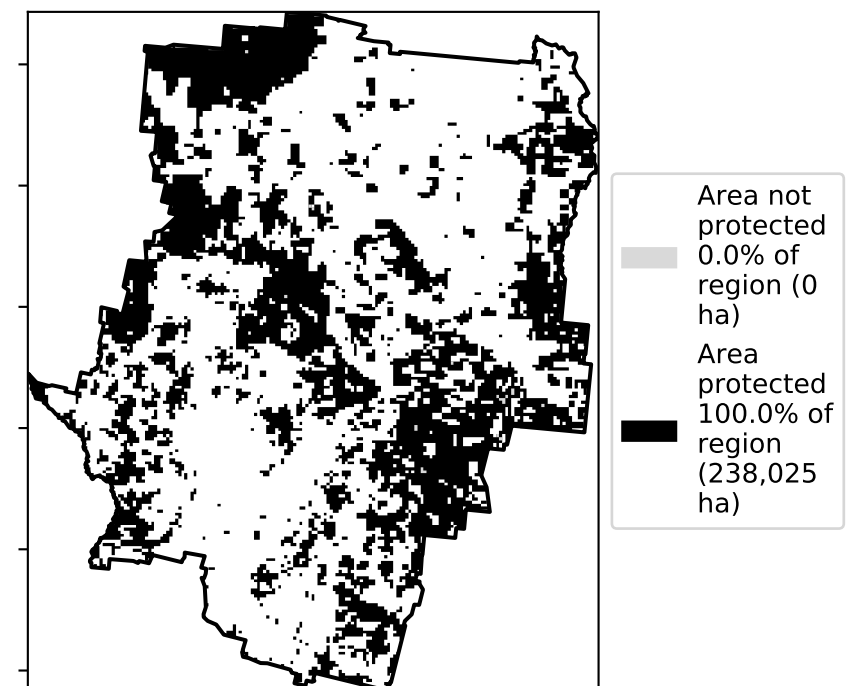 Area not
protected
0.0% of
region (0
ha)
Area
protected
100.0% of
region
(238,025
ha)